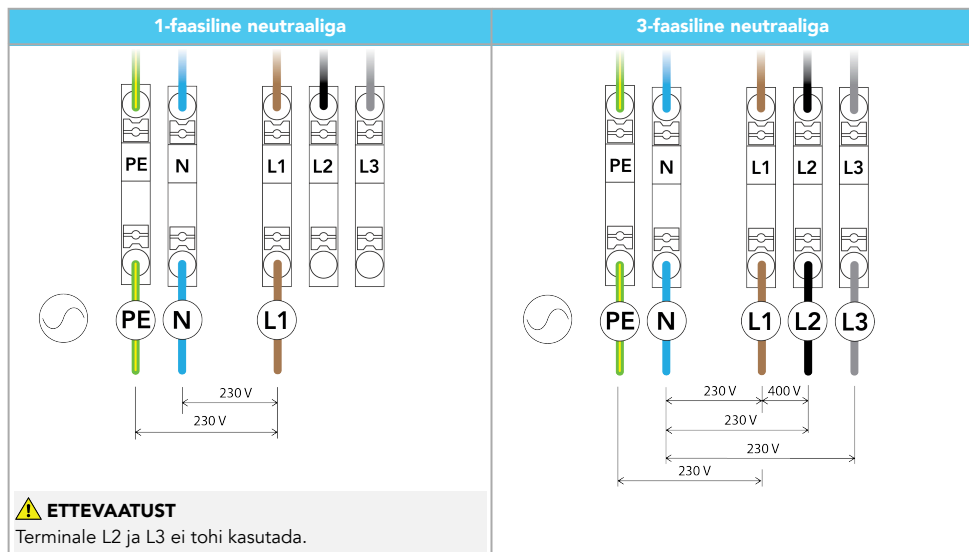 1-faasiline neutraaliga
PE N L1 L2 L3
PE N L1
230 V
230 V
ETTEVAATUST
Terminale L2 ja L3 ei tohi kasutada.
3-faasiline neutraaliga
PE N L1 L2 L3
PE N L1 L2 L3
230 V 400 V
230 V
230 V
230 V